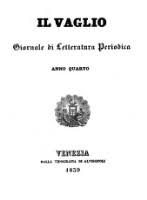 IL VAGLIO
Giornale di Letteratura Periodica
ANNO QUARTO
VENEZIA
DALLA TIPOGRAFIA DI ALVISOPOLI
1839